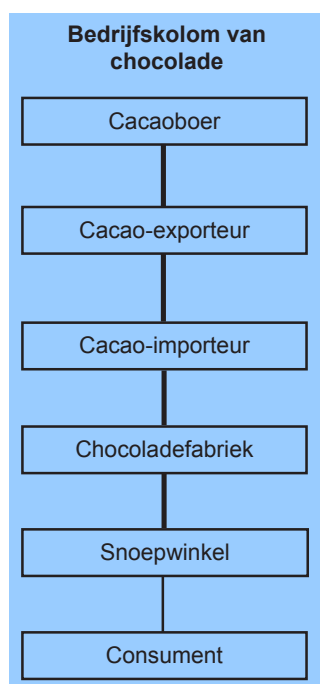 Bedrijfskolom van
chocolade
Cacaoboer
Cacao-exporteur
Cacao-importeur
Chocoladefabriek
Snoepwinkel
Consument